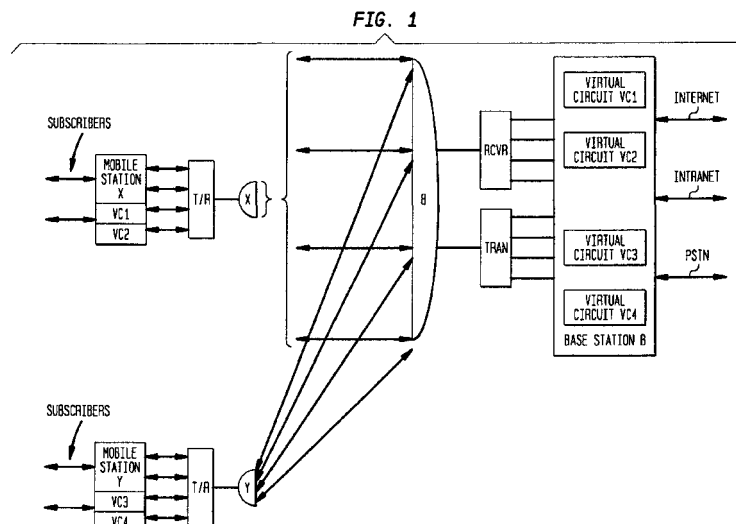 FIG. 1
SUBSCRIBERS
MOBILE
STATION
X
VC1
VC2
T/R
X
B
RCVR
TRAN
VIRTUAL
CIRCUIT VC1
VIRTUAL
CIRCUIT VC2
VIRTUAL
CIRCUIT VC3
VIRTUAL
CIRCUIT VC4
BASE STATION B
INTERNET
INTRANET
PSTN
SUBSCRIBERS
MOBILE
STATION
Y
VC3
VC4
T/R
Y